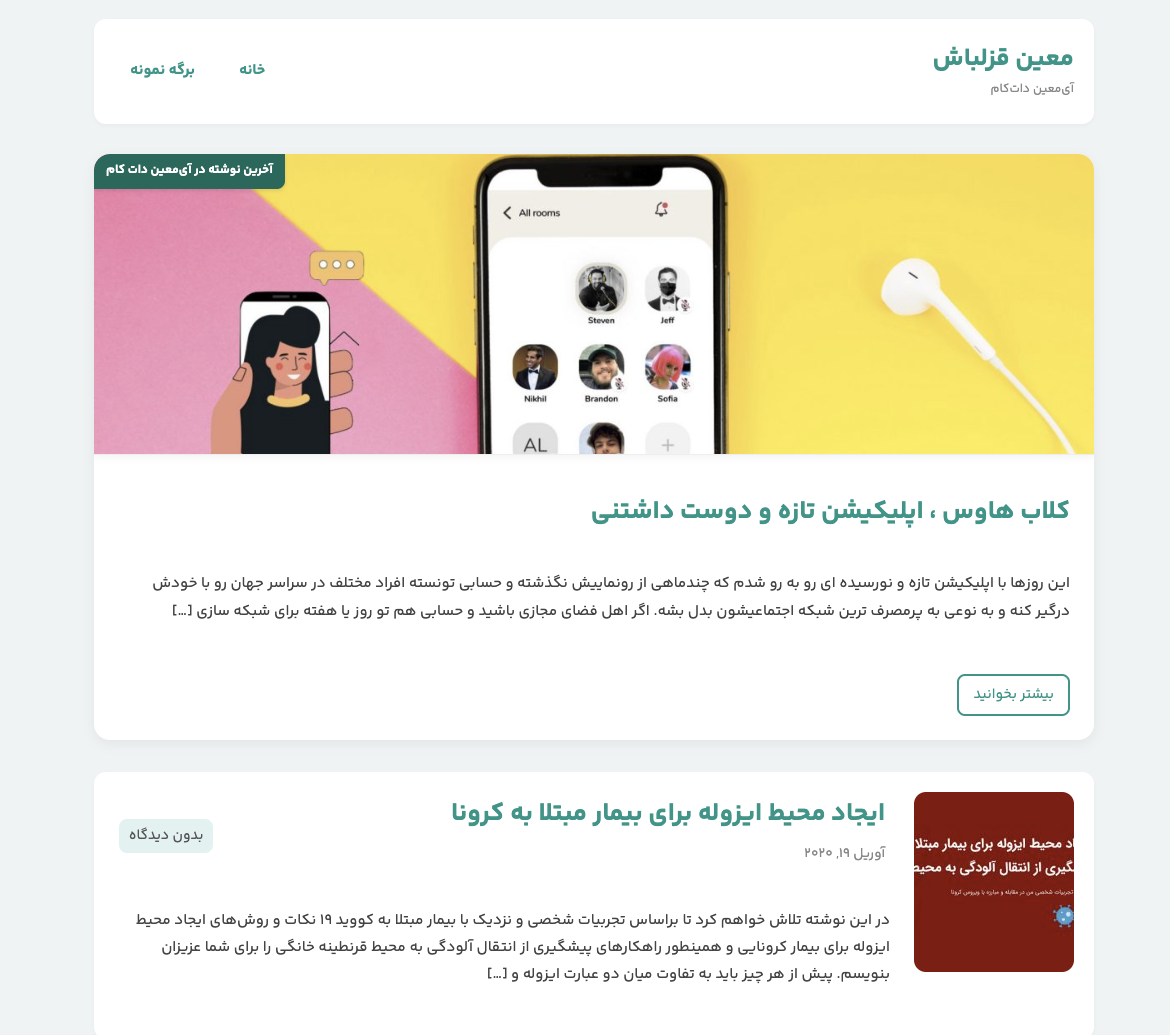 معین قزلباش
آی‌معین دات‌کام
خانه
برگه نمونه
آخرین نوشته در آی‌معین دات کام
All rooms
Steven
Jeff
Nikhil
Brandon
Sofia
AL
کلاب هاوس ، اپلیکیشن تازه و دوست داشتنی
این روزها با اپلیکیشن تازه و نورسیده ای رو به رو شدم که چندماهی از رونماییش نگذشته و حسابی تونسته افراد مختلف در سراسر جهان رو با خودش
درگیر کنه و به نوعی به پرمصرف ترین شبکه اجتماعیشون بدل بشه. اگر اهل فضای مجازی باشید و حسابی هم تو روز یا هفته برای شبکه سازی […]
بیشتر بخوانید
ایجاد محیط ایزوله برای بیمار مبتلا به کرونا
آوریل ۱۹, ۲۰۲۰
بدون دیدگاه
محیط ایزوله برای بیمار مبتلا
گیری از انتقال آلودگی به محیط
تجربیات شخصی من در مقابله و مبارزه با ویروس کرونا
در این نوشته تلاش خواهم کرد تا براساس تجربیات شخصی و نزدیک با بیمار مبتلا به کووید ۱۹ نکات و روش‌های ایجاد محیط
ایزوله برای بیمار کرونایی و همینطور راهکارهای پیشگیری از انتقال آلودگی به محیط قرنطینه خانگی را برای شما عزیزان
بنویسم. پیش از هر چیز باید به تفاوت میان دو عبارت ایزوله و […]